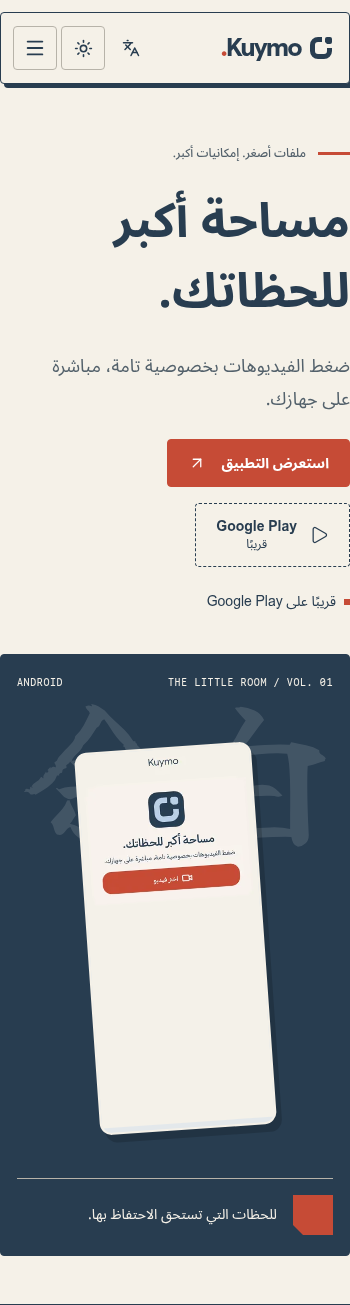 Kuymo.
ملفات أصغر. إمكانيات أكبر.
مساحة أكبر
للحظاتك.
ضغط الفيديوهات بخصوصية تامة، مباشرة
على جهازك.
استعرض التطبيق
Google Play
قريبًا
قريبًا على Google Play
ANDROID
THE LITTLE ROOM / VOL. 01
Kuymo
مساحة أكبر للحظاتك.
ضغط الفيديوهات بخصوصية تامة، مباشرة على جهازك.
اختر فيديو
للحظات التي تستحق الاحتفاظ بها.